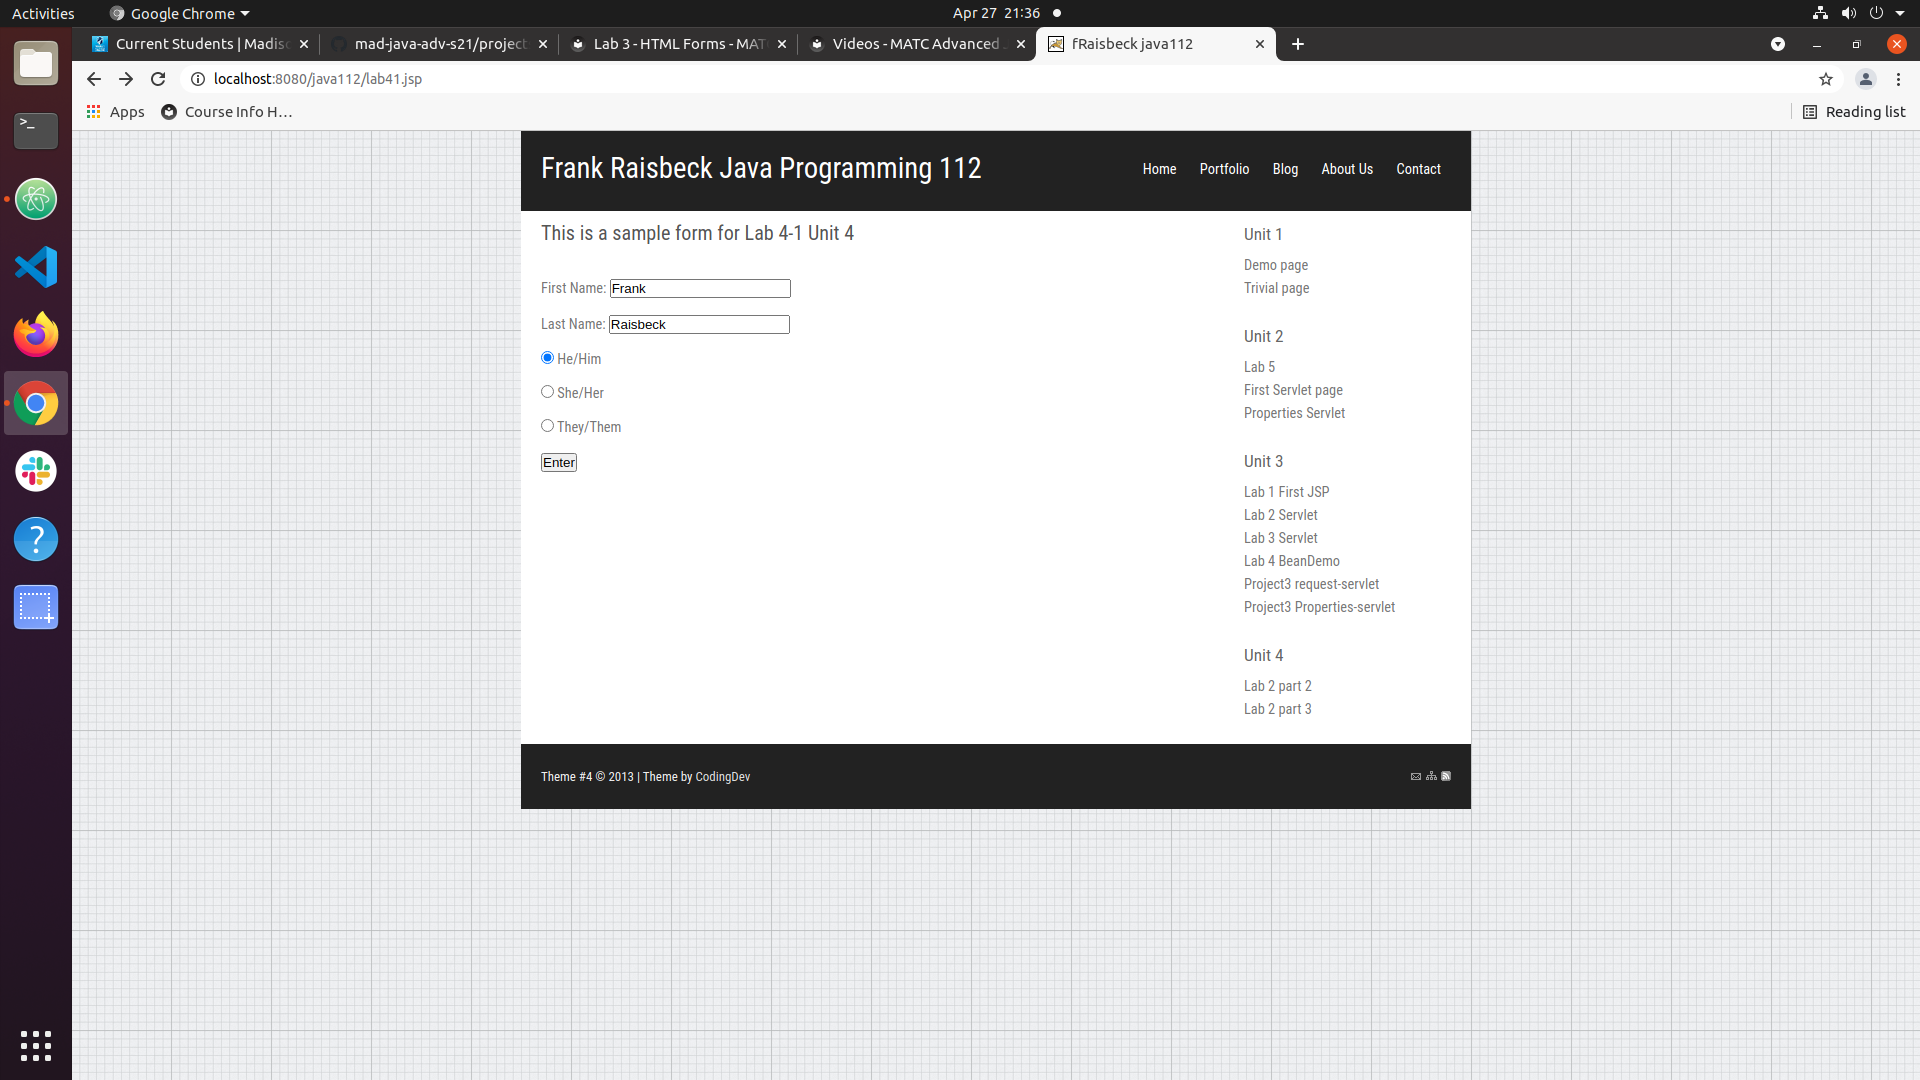 Activities
Google Chrome
Apr 27 21:36
Current Students | Madis
mad-java-adv-s21/project
Lab 3 - HTML Forms - MAT
Videos - MATC Advanced
fRaisbeck java112
localhost:8080/java112/lab41.jsp
Apps
Course Info H…
Reading list
Frank Raisbeck Java Programming 112
Home
Portfolio
Blog
About Us
Contact
This is a sample form for Lab 4-1 Unit 4
First Name: Frank
Last Name: Raisbeck
He/Him
She/Her
They/Them
Enter
Unit 1
Demo page
Trivial page
Unit 2
Lab 5
First Servlet page
Properties Servlet
Unit 3
Lab 1 First JSP
Lab 2 Servlet
Lab 3 Servlet
Lab 4 BeanDemo
Project3 request-servlet
Project3 Properties-servlet
Unit 4
Lab 2 part 2
Lab 2 part 3
Theme #4 © 2013 | Theme by CodingDev